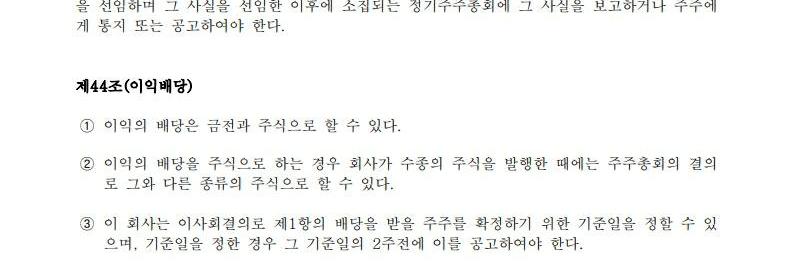 을 선임하며 그 사실을 선임한 이후에 소집되는 정기주주총회에 그 사실을 보고하거나 주주에
게 통지 또는 공고하여야 한다.
제44조(이익배당)
① 이익의 배당은 금전과 주식으로 할 수 있다.
② 이익의 배당을 주식으로 하는 경우 회사가 수종의 주식을 발행한 때에는 주주총회의 결의
로 그와 다른 종류의 주식으로 할 수 있다.
③ 이 회사는 이사회결의로 제1항의 배당을 받을 주주를 확정하기 위한 기준일을 정할 수 있
으며, 기준일을 정한 경우 그 기준일의 2주전에 이를 공고하여야 한다.